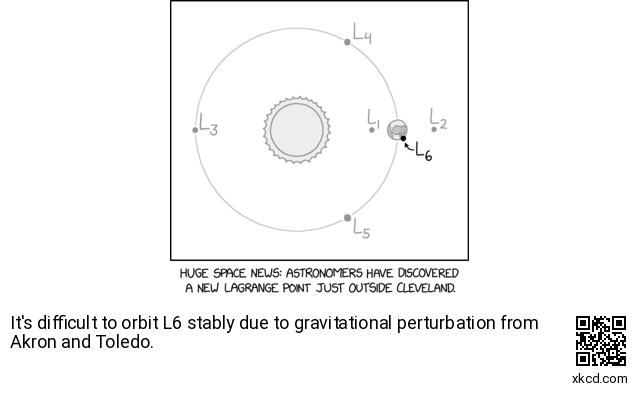 L4
L3
L1
L2
L6
L5
HUGE SPACE NEWS: ASTRONOMERS HAVE DISCOVERED
A NEW LAGRANGE POINT JUST OUTSIDE CLEVELAND.
It's difficult to orbit L6 stably due to gravitational perturbation from
Akron and Toledo.
xkcd.com